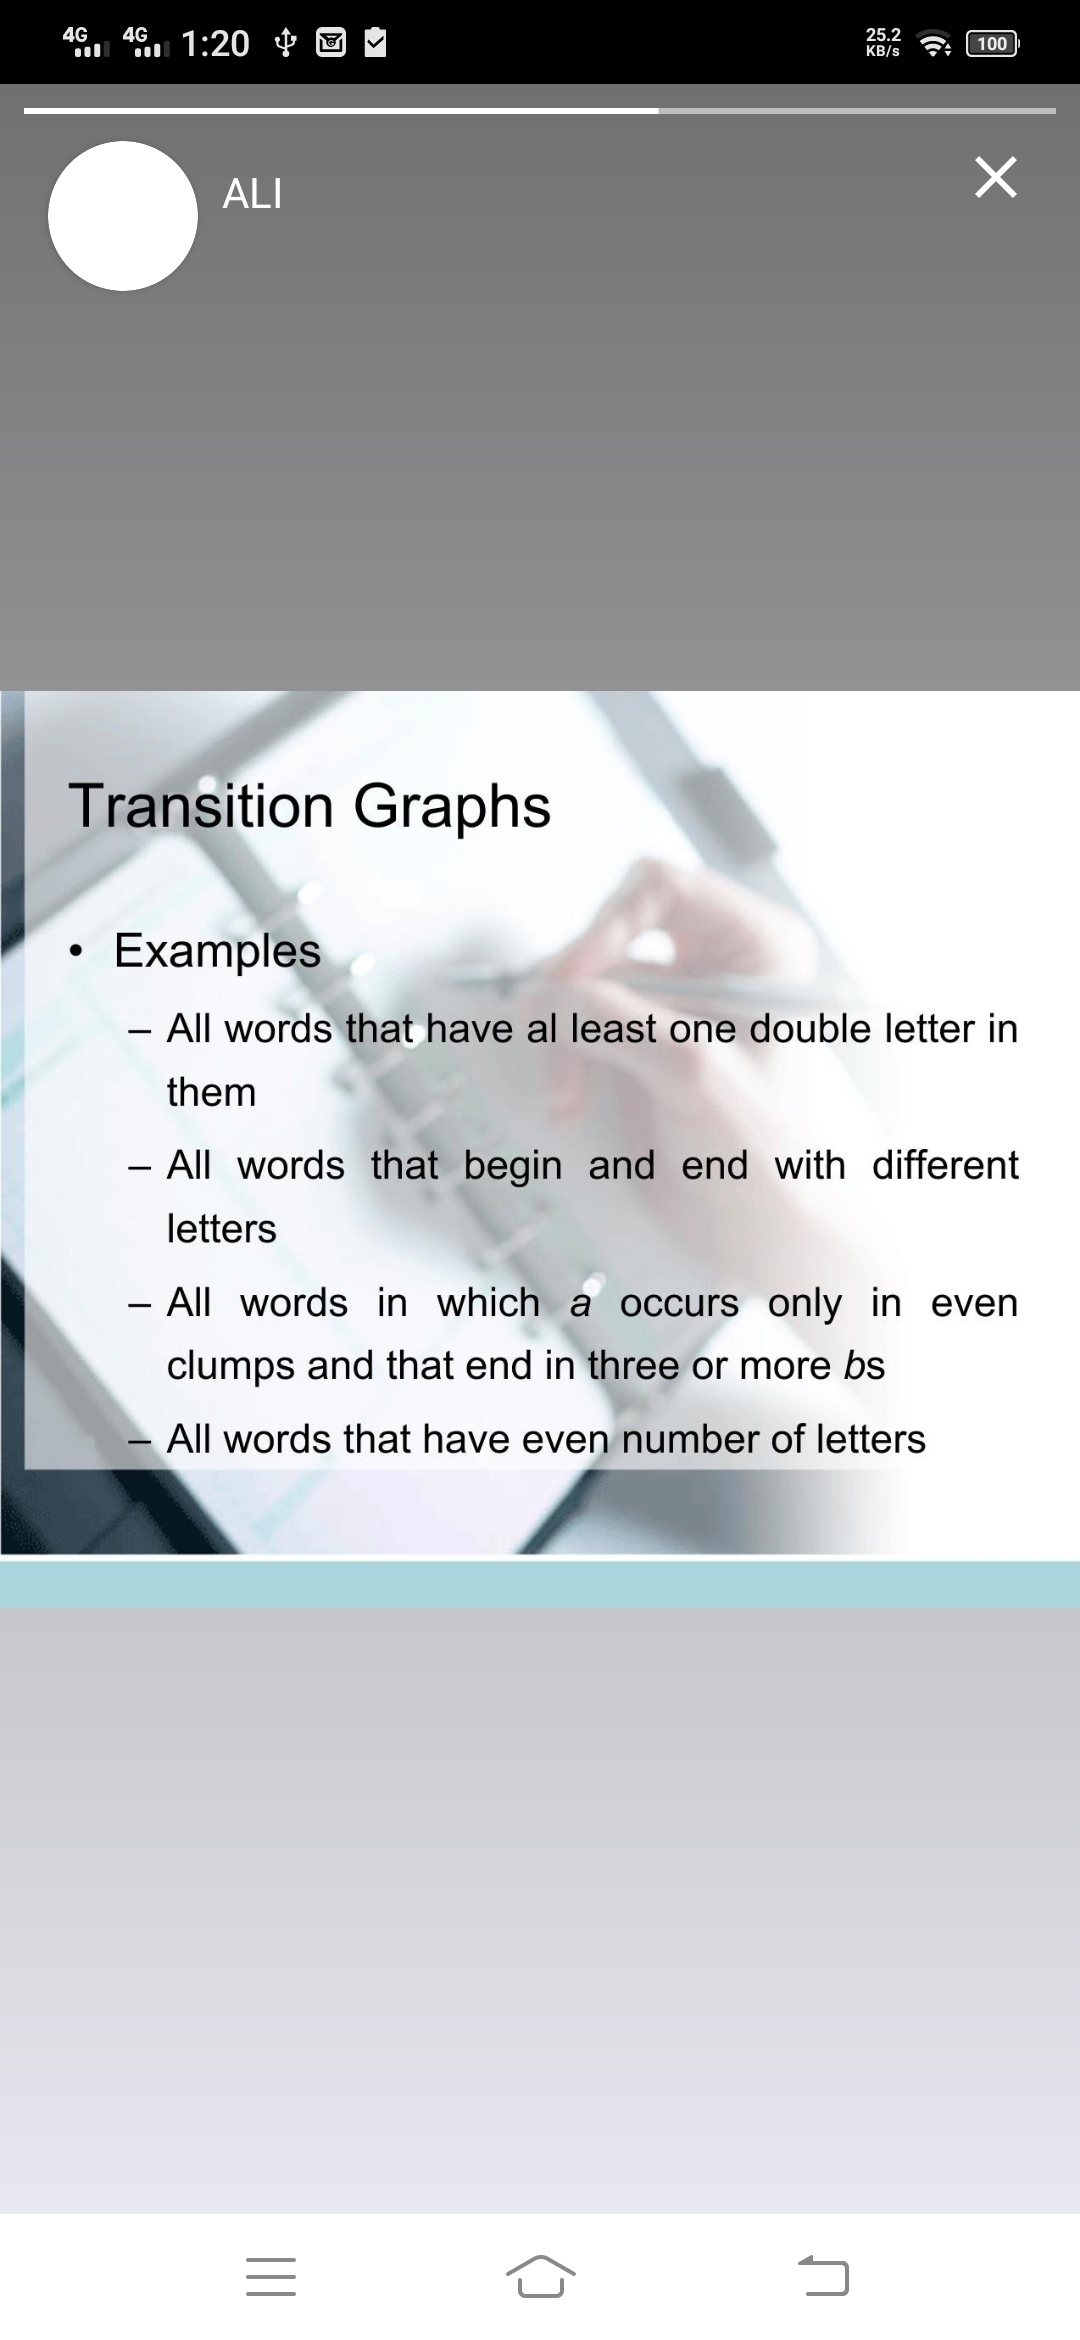 4G 4G 1:20 25.2 KB/s 100
ALI
Transition Graphs
• Examples
– All words that have al least one double letter in
them
– All words that begin and end with different
letters
– All words in which a occurs only in even
clumps and that end in three or more bs
– All words that have even number of letters